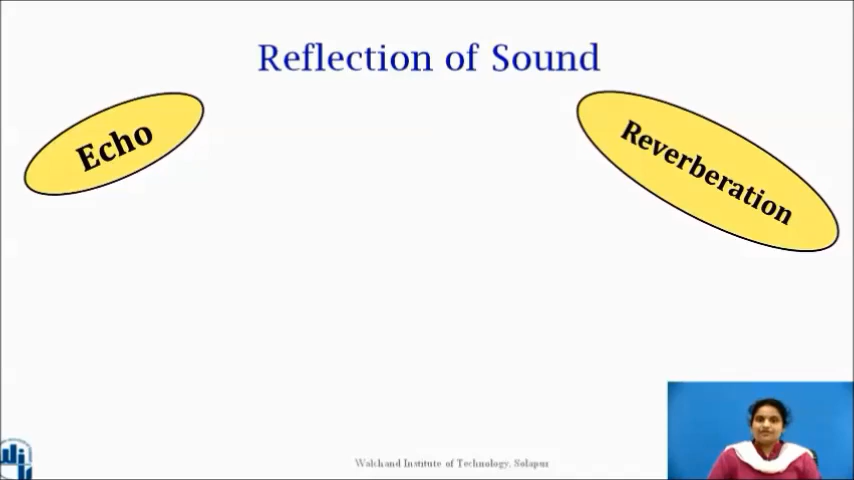 Reflection of Sound
Echo
Reverberation
Walchand Institute of Technology, Solapur